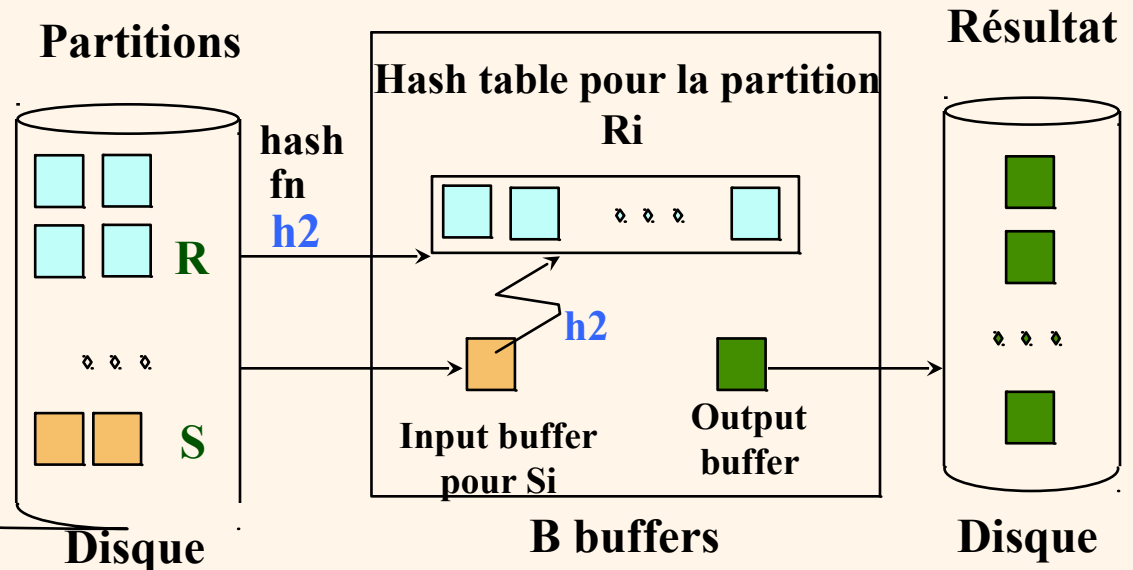 Partitions
Résultat
Hash table pour la partition
Ri
hash
fn
h2
R
h2
S
Input buffer
pour Si
Output
buffer
Disque
B buffers
Disque